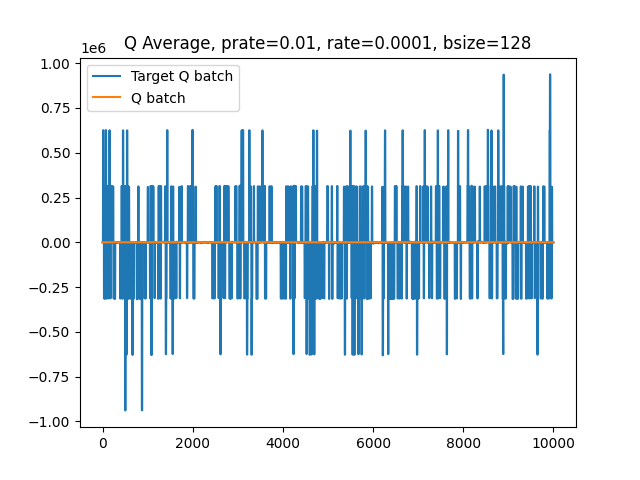 Q Average, prate=0.01, rate=0.0001, bsize=128
1e6
Target Q batch
Q batch
1.00
0.75
0.50
0.25
0.00
−0.25
−0.50
−0.75
−1.00
0 2000 4000 6000 8000 10000